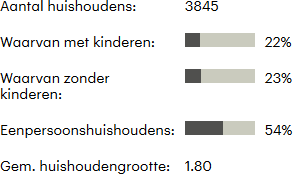 Aantal huishoudens: 3845
Waarvan met kinderen: 22%
Waarvan zonder 23%
kinderen:
Eenpersoonshuishoudens: 54%
Gem. huishoudengrootte: 1.80